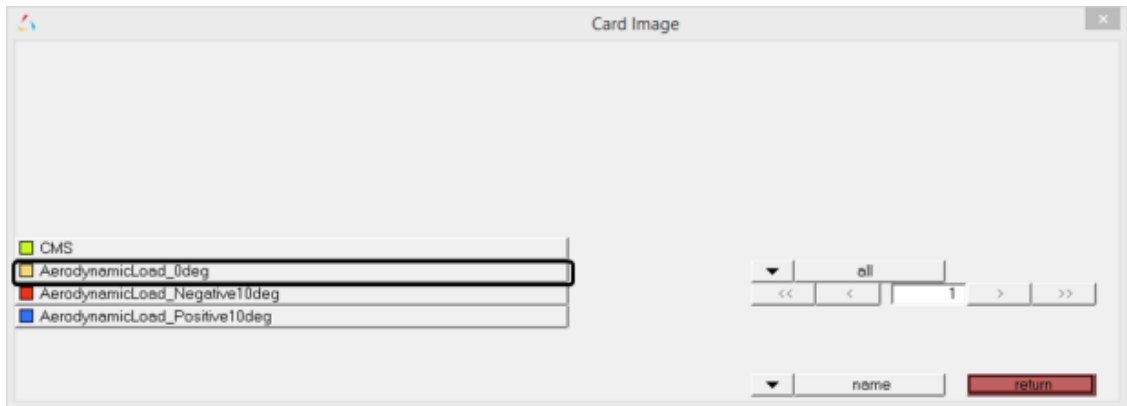 Card Image
×
CMS
AerodynamicLoad_0deg
all
AerodynamicLoad_Negative10deg
<< < 1 > >>
AerodynamicLoad_Positive10deg
name return